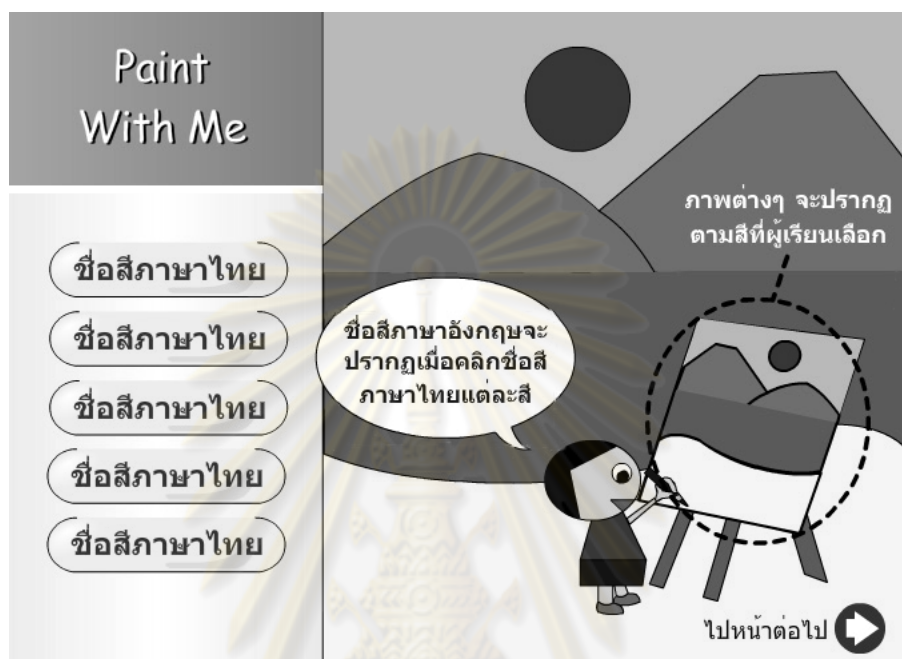 Paint
With Me
ชื่อสีภาษาไทย
ชื่อสีภาษาไทย
ชื่อสีภาษาไทย
ชื่อสีภาษาไทย
ชื่อสีภาษาไทย
ภาพต่างๆ จะปรากฏ
ตามสีที่ผู้เรียนเลือก
ชื่อสีภาษาอังกฤษจะ
ปรากฏเมื่อคลิกชื่อสี
ภาษาไทยแต่ละสี
ไปหน้าต่อไป